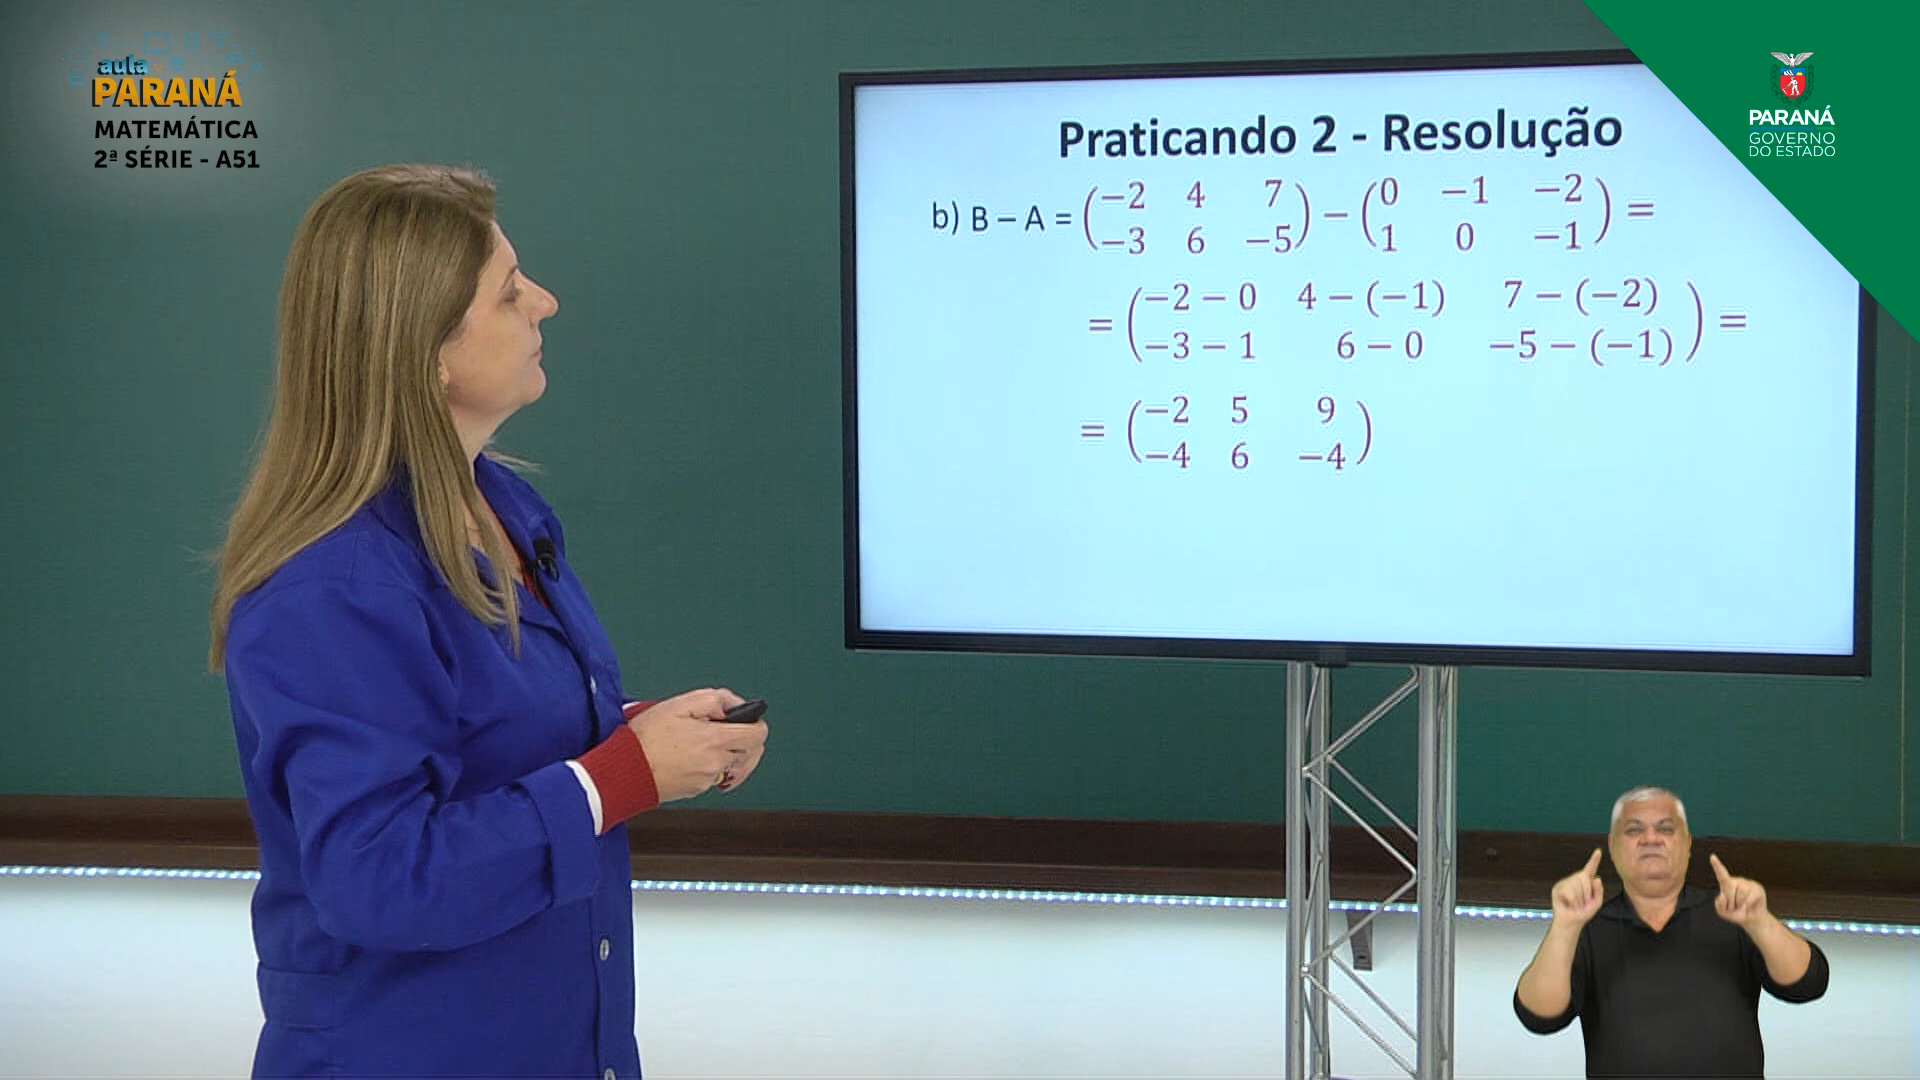 aula
PARANÁ
MATEMÁTICA
2ª SÉRIE - A51
PARANÁ
GOVERNO
DO ESTADO
Praticando 2 - Resolução
b) B – A = (−2 4 7) − (0 −1 −2) =
(−3 6 −5) (1 0 −1)
= (−2 − 0 4 − (−1) 7 − (−2)) =
(−3 − 1 6 − 0 −5 − (−1))
= (−2 5 9)
(−4 6 −4)